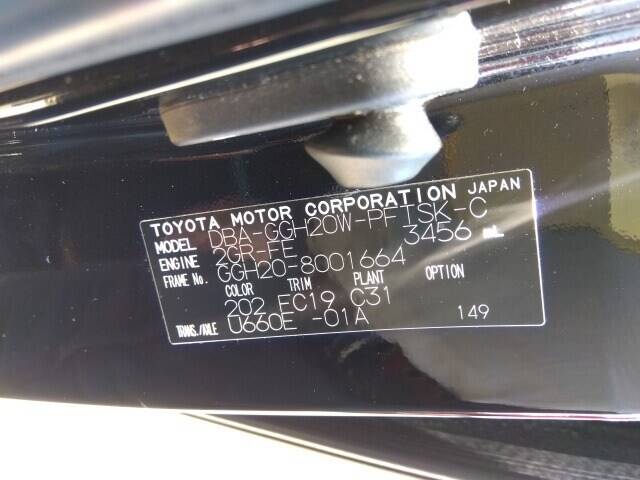 TOYOTA MOTOR CORPORATION JAPAN
MODEL DBA-GGH20W-PFTSK-C
ENGINE 2GR-FE 3456 mL
FRAME No. GGH20-8001664
COLOR TRIM PLANT OPTION
202 FC19 C31
TRANS./AXLE U660E -01A 149